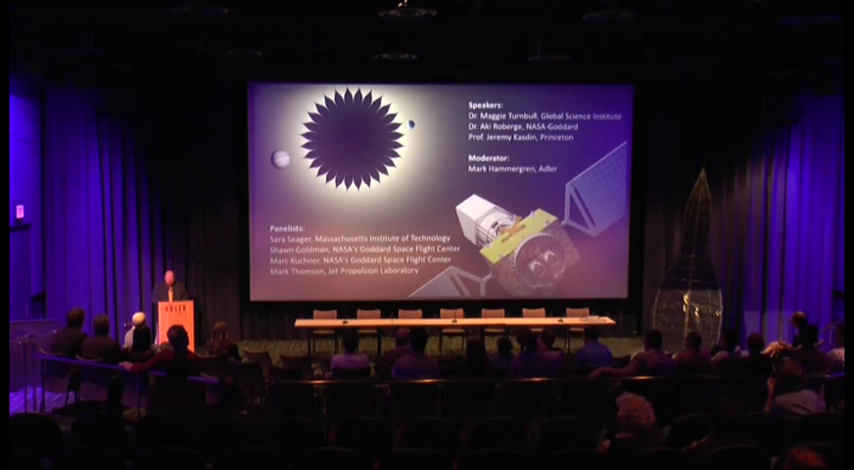 Speakers:
Dr. Maggie Turnbull, Global Science Institute
Dr. Aki Roberge, NASA-Goddard
Prof. Jeremy Kasdin, Princeton
Moderator:
Mark Hammergren, Adler
Panelists:
Sara Seager, Massachusetts Institute of Technology
Shawn Goldman, NASA's Goddard Space Flight Center
Marc Kuchner, NASA's Goddard Space Flight Center
Mark Thomson, Jet Propulsion Laboratory
ADLER